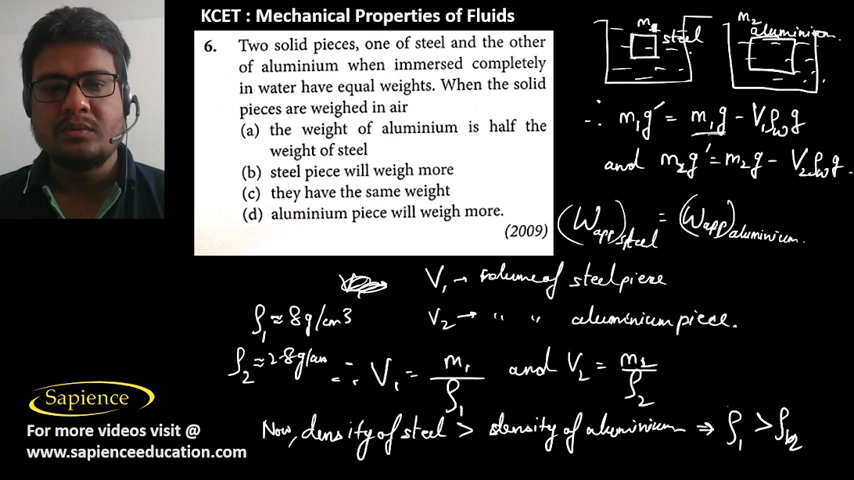 KCET : Mechanical Properties of Fluids
6. Two solid pieces, one of steel and the other
of aluminium when immersed completely
in water have equal weights. When the solid
pieces are weighed in air
(a) the weight of aluminium is half the
weight of steel
(b) steel piece will weigh more
(c) they have the same weight
(d) aluminium piece will weigh more.
(2009)
m₁ steel
m₂ aluminium
∴ m₁g' = m₁g - V₁ρwg
and m₂g' = m₂g - V₂ρwg.
(Wapp)steel = (Wapp)aluminium.
V₁ → volume of steel piece
V₂ → " " aluminium piece.
ρ₁ ≈ 8g/cm3
ρ₂ ≈ 2.8g/cm
∴ V₁ = m₁/ρ₁ and V₂ = m₂/ρ₂
Now, density of steel > density of aluminium ⇒ ρ₁ > ρ₂
Sapience
For more videos visit @
www.sapienceeducation.com